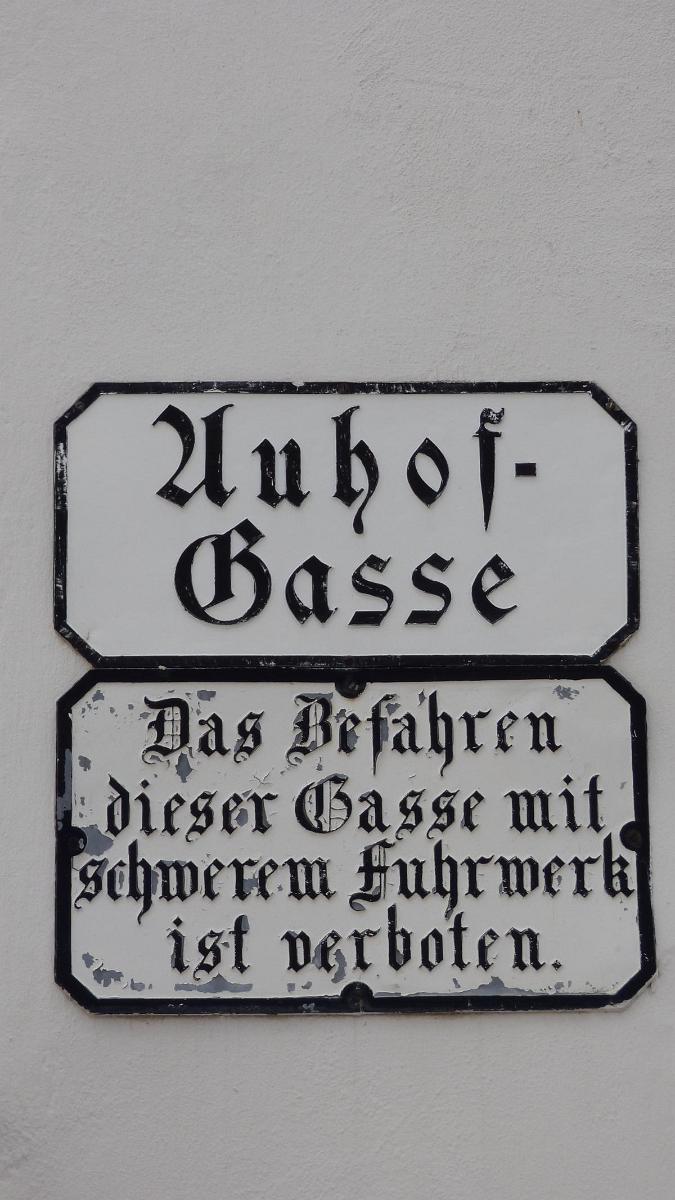 Auhof-
Gasse
Das Befahren
dieser Gasse mit
schwerem Fuhrwerk
ist verboten.